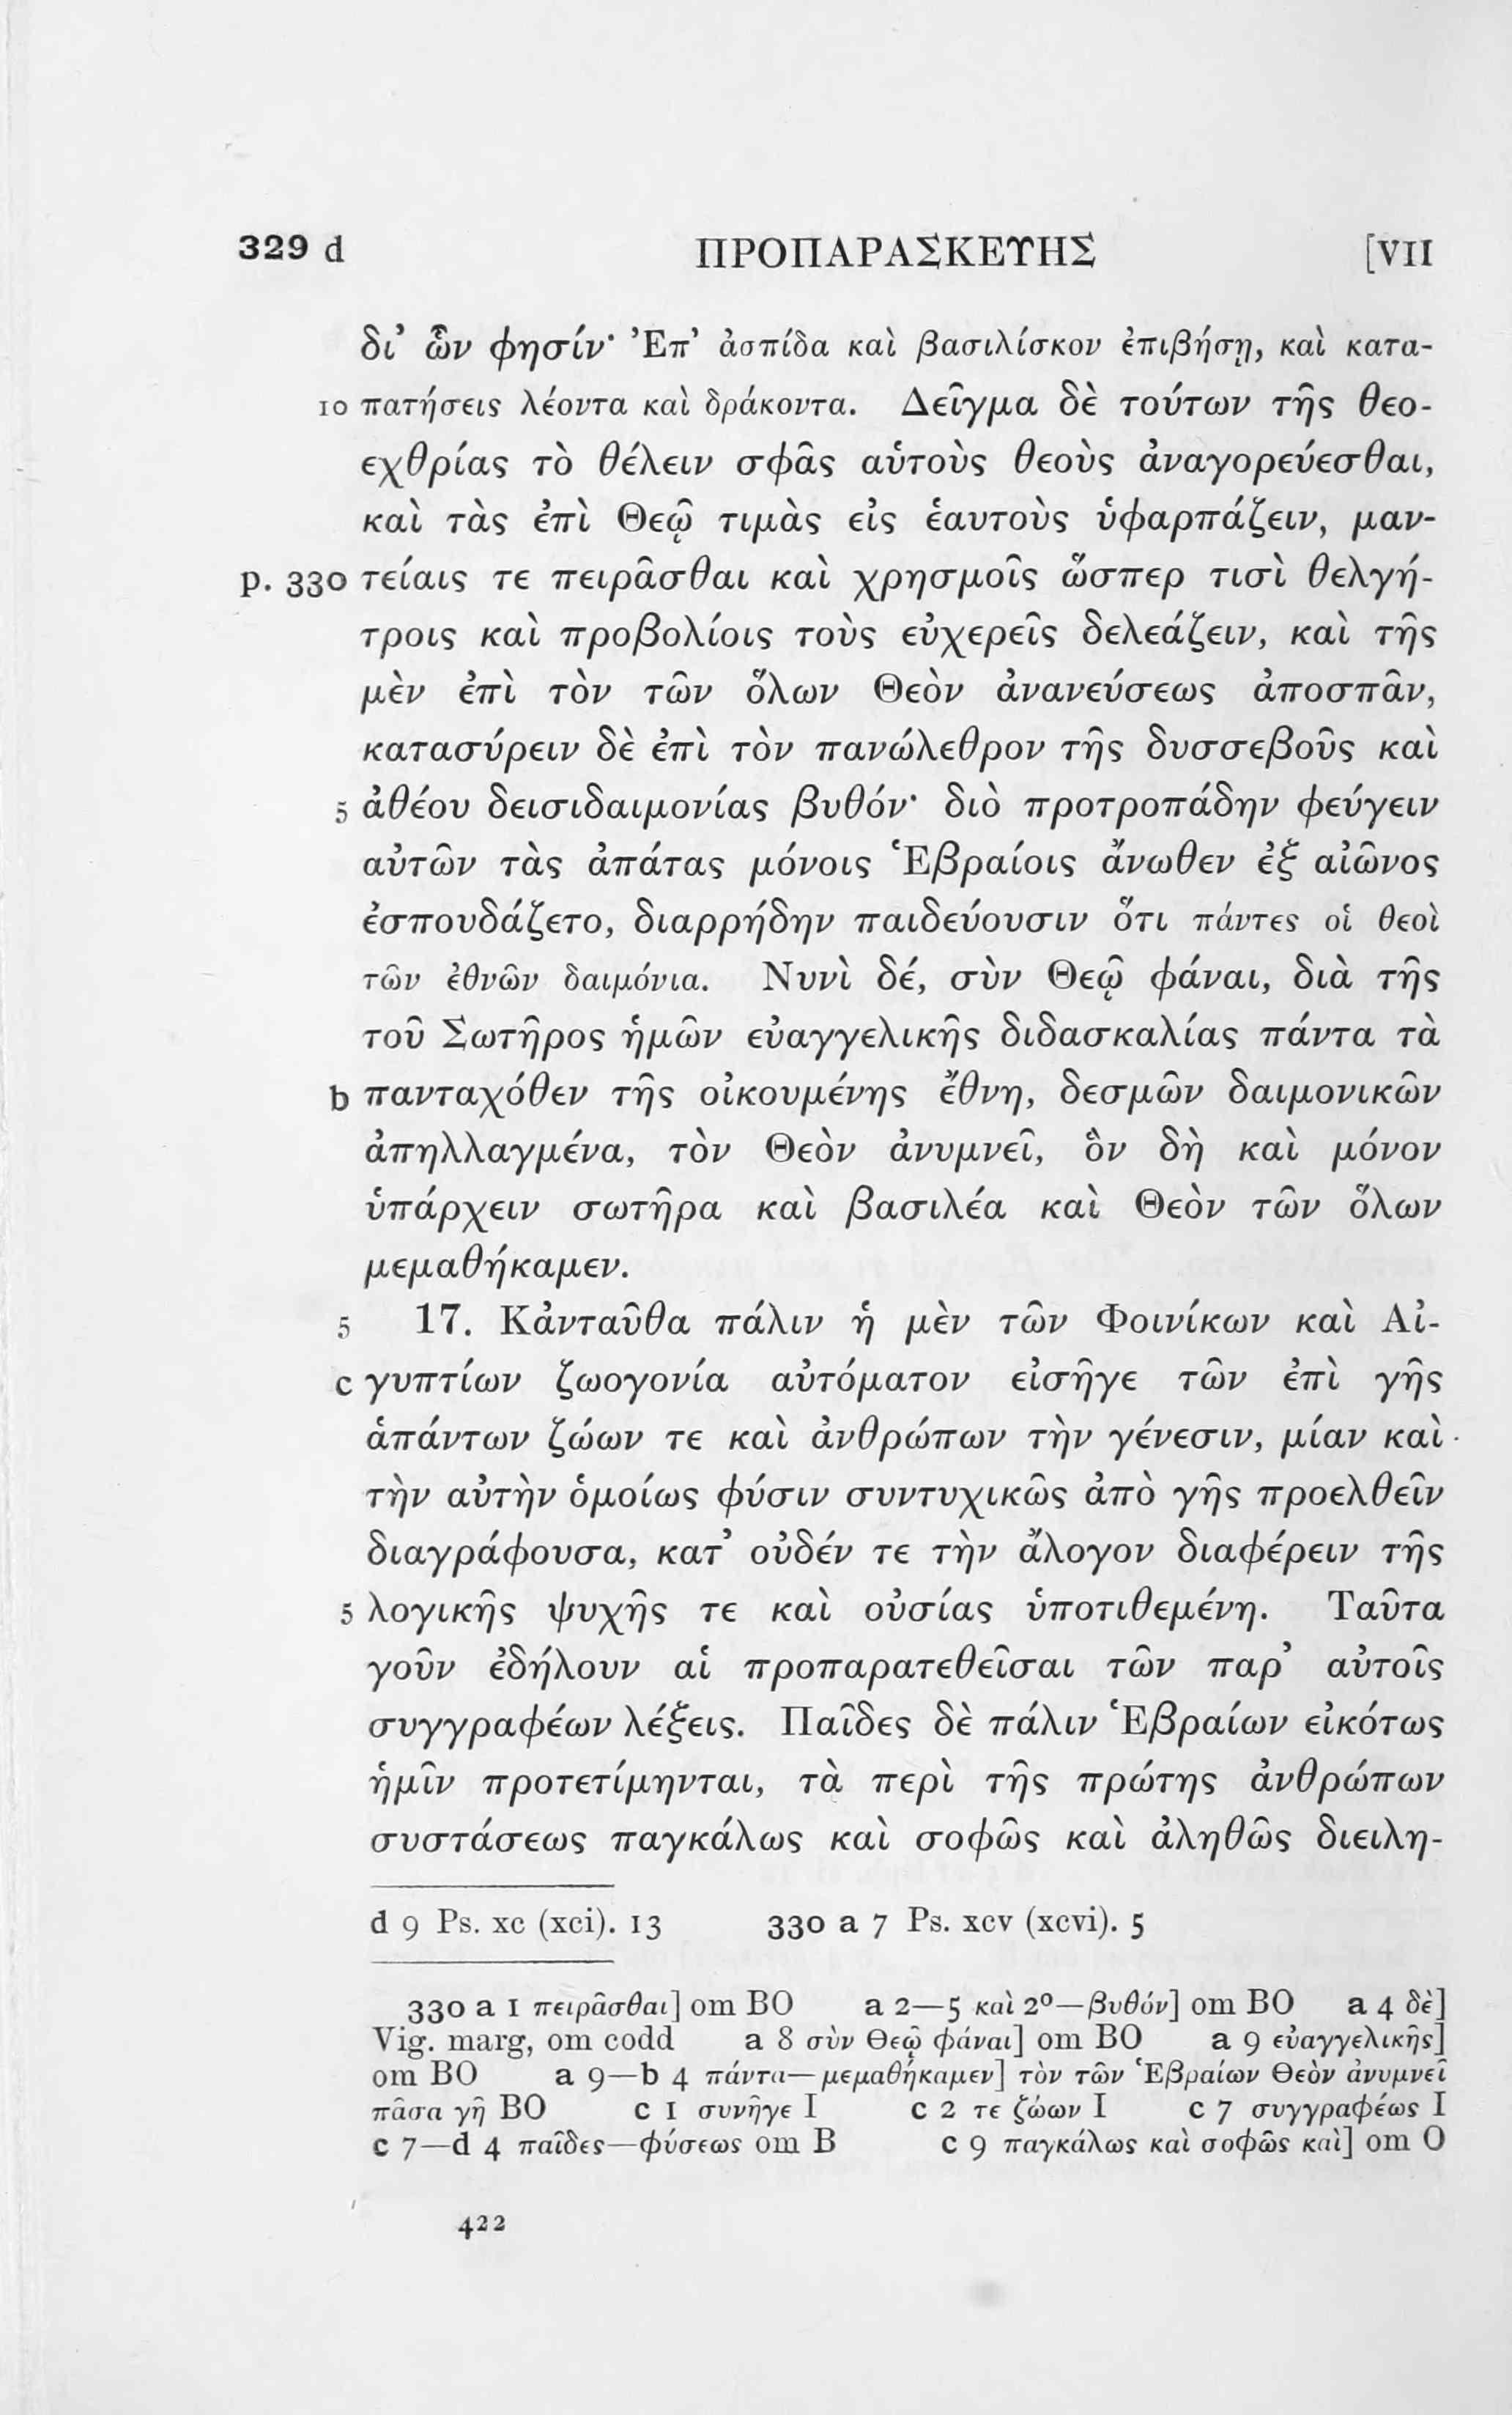 329 d ΠΡΟΠΑΡΑΣΚΕΥΗΣ [VII
δι’ ὧν φησίν· Ἐπ’ ἀσπίδα καὶ βασιλίσκον ἐπιβήσῃ, καὶ κατα-
10 πατήσεις λέοντα καὶ δράκοντα. Δεῖγμα δὲ τούτων τῆς θεο-
εχθρίας τὸ θέλειν σφᾶς αὐτοὺς θεοὺς ἀναγορεύεσθαι,
καὶ τὰς ἐπὶ Θεῷ τιμὰς εἰς ἑαυτοὺς ὑφαρπάζειν, μαν-
p. 330 τείαις τε πειρᾶσθαι καὶ χρησμοῖς ὥσπερ τισὶ θελγή-
τροις καὶ προβολίοις τοὺς εὐχερεῖς δελεάζειν, καὶ τῆς
μὲν ἐπὶ τὸν τῶν ὅλων Θεὸν ἀνανεύσεως ἀποσπᾶν,
κατασύρειν δὲ ἐπὶ τὸν πανώλεθρον τῆς δυσσεβοῦς καὶ
5 ἀθέου δεισιδαιμονίας βυθόν· διὸ προτροπάδην φεύγειν
αὐτῶν τὰς ἀπάτας μόνοις Ἑβραίοις ἄνωθεν ἐξ αἰῶνος
ἐσπουδάζετο, διαρρήδην παιδεύουσιν ὅτι πάντες οἱ θεοὶ
τῶν ἐθνῶν δαιμόνια. Νυνὶ δέ, σὺν Θεῷ φάναι, διὰ τῆς
τοῦ Σωτῆρος ἡμῶν εὐαγγελικῆς διδασκαλίας πάντα τὰ
b πανταχόθεν τῆς οἰκουμένης ἔθνη, δεσμῶν δαιμονικῶν
ἀπηλλαγμένα, τὸν Θεὸν ἀνυμνεῖ, ὃν δὴ καὶ μόνον
ὑπάρχειν σωτῆρα καὶ βασιλέα καὶ Θεὸν τῶν ὅλων
μεμαθήκαμεν.
5 17. Κἀνταῦθα πάλιν ἡ μὲν τῶν Φοινίκων καὶ Αἰ-
c γυπτίων ζωογονία αὐτόματον εἰσῆγε τῶν ἐπὶ γῆς
ἁπάντων ζώων τε καὶ ἀνθρώπων τὴν γένεσιν, μίαν καὶ
τὴν αὐτὴν ὁμοίως φύσιν συντυχικῶς ἀπὸ γῆς προελθεῖν
διαγράφουσα, κατ’ οὐδέν τε τὴν ἄλογον διαφέρειν τῆς
5 λογικῆς ψυχῆς τε καὶ οὐσίας ὑποτιθεμένη. Ταῦτα
γοῦν ἐδήλουν αἱ προπαρατεθεῖσαι τῶν παρ’ αὐτοῖς
συγγραφέων λέξεις. Παῖδες δὲ πάλιν Ἑβραίων εἰκότως
ἡμῖν προτετίμηνται, τὰ περὶ τῆς πρώτης ἀνθρώπων
συστάσεως παγκάλως καὶ σοφῶς καὶ ἀληθῶς διειλη-
d 9 Ps. xc (xci). 13 330 a 7 Ps. xcv (xcvi). 5
330 a 1 πειρᾶσθαι] om BO a 2—5 καὶ 2º—βυθόν] om BO a 4 δὲ]
Vig. marg, om codd a 8 σὺν Θεῷ φάναι] om BO a 9 εὐαγγελικῆς]
om BO a 9—b 4 πάντα—μεμαθήκαμεν] τὸν τῶν Ἑβραίων Θεὸν ἀνυμνεῖ
πᾶσα γῆ BO c 1 συνῆγε I c 2 τε ζώων I c 7 συγγραφέως I
c 7—d 4 παῖδες—φύσεως om B c 9 παγκάλως καὶ σοφῶς καὶ] om O
422